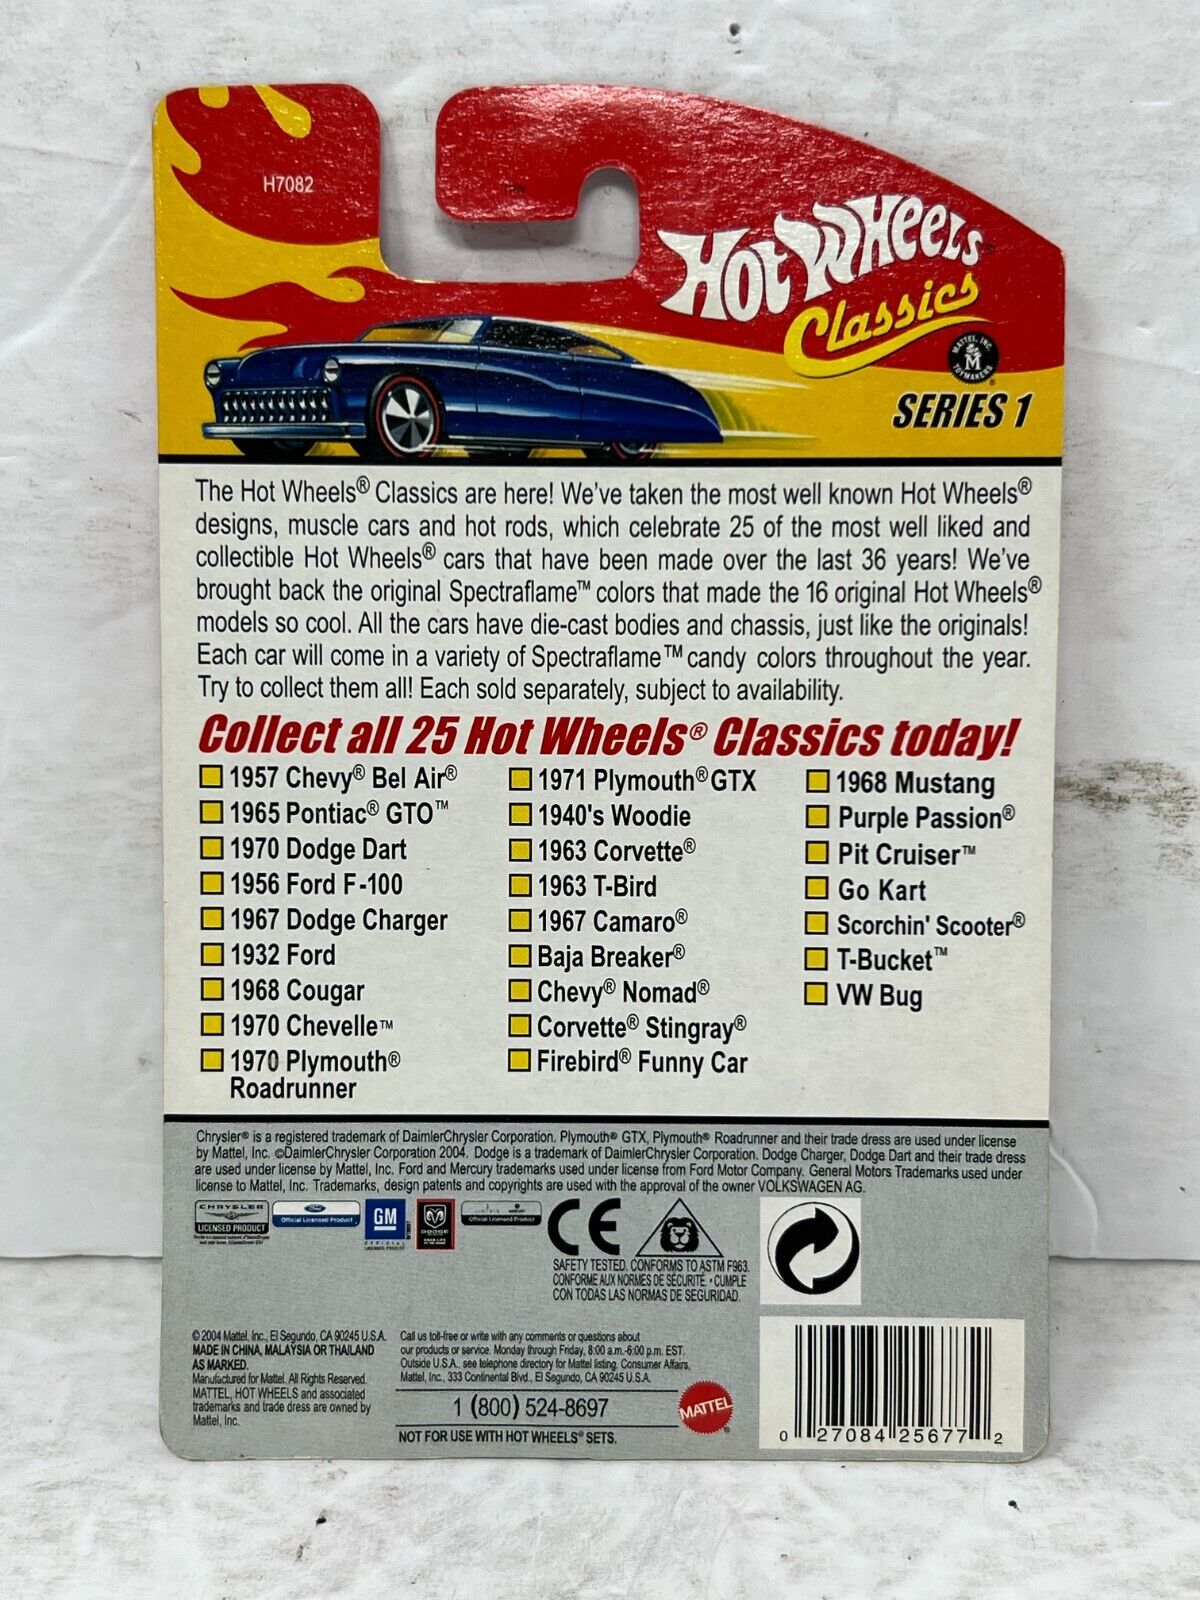 H7082
HOT WHEELS
Classics
MATTEL, INC. TOYMAKERS
M
SERIES 1
The Hot Wheels® Classics are here! We've taken the most well known Hot Wheels®
designs, muscle cars and hot rods, which celebrate 25 of the most well liked and
collectible Hot Wheels® cars that have been made over the last 36 years! We've
brought back the original Spectraflame™ colors that made the 16 original Hot Wheels®
models so cool. All the cars have die-cast bodies and chassis, just like the originals!
Each car will come in a variety of Spectraflame™ candy colors throughout the year.
Try to collect them all! Each sold separately, subject to availability.
Collect all 25 Hot Wheels® Classics today!
1957 Chevy® Bel Air®
1965 Pontiac® GTO™
1970 Dodge Dart
1956 Ford F-100
1967 Dodge Charger
1932 Ford
1968 Cougar
1970 Chevelle™
1970 Plymouth®
Roadrunner
1971 Plymouth® GTX
1940's Woodie
1963 Corvette®
1963 T-Bird
1967 Camaro®
Baja Breaker®
Chevy® Nomad®
Corvette® Stingray®
Firebird® Funny Car
1968 Mustang
Purple Passion®
Pit Cruiser™
Go Kart
Scorchin' Scooter®
T-Bucket™
VW Bug
Chrysler® is a registered trademark of DaimlerChrysler Corporation. Plymouth® GTX, Plymouth® Roadrunner and their trade dress are used under license
by Mattel, Inc. ©DaimlerChrysler Corporation 2004. Dodge is a trademark of DaimlerChrysler Corporation. Dodge Charger, Dodge Dart and their trade dress
are used under license by Mattel, Inc. Ford and Mercury trademarks used under license from Ford Motor Company. General Motors Trademarks used under
license to Mattel, Inc. Trademarks, design patents and copyrights are used with the approval of the owner VOLKSWAGEN AG.
CHRYSLER
LICENSED PRODUCT
Ford
Official Licensed Product
GM
OFFICIAL
LICENSED PRODUCT
DODGE
Official Licensed Product
CE
SAFETY TESTED. CONFORMS TO ASTM F963.
CONFORME AUX NORMES DE SÉCURITÉ. • CUMPLE
CON TODAS LAS NORMAS DE SEGURIDAD.
© 2004 Mattel, Inc., El Segundo, CA 90245 U.S.A.
MADE IN CHINA, MALAYSIA OR THAILAND
AS MARKED.
Manufactured for Mattel. All Rights Reserved.
MATTEL, HOT WHEELS and associated
trademarks and trade dress are owned by
Mattel, Inc.
Call us toll-free or write with any comments or questions about
our products or service. Monday through Friday, 8:00 a.m.-6:00 p.m. EST.
Outside U.S.A., see telephone directory for Mattel listing. Consumer Affairs,
Mattel, Inc., 333 Continental Blvd., El Segundo, CA 90245 U.S.A.
1 (800) 524-8697
NOT FOR USE WITH HOT WHEELS® SETS.
MATTEL®
0 27084 25677 2